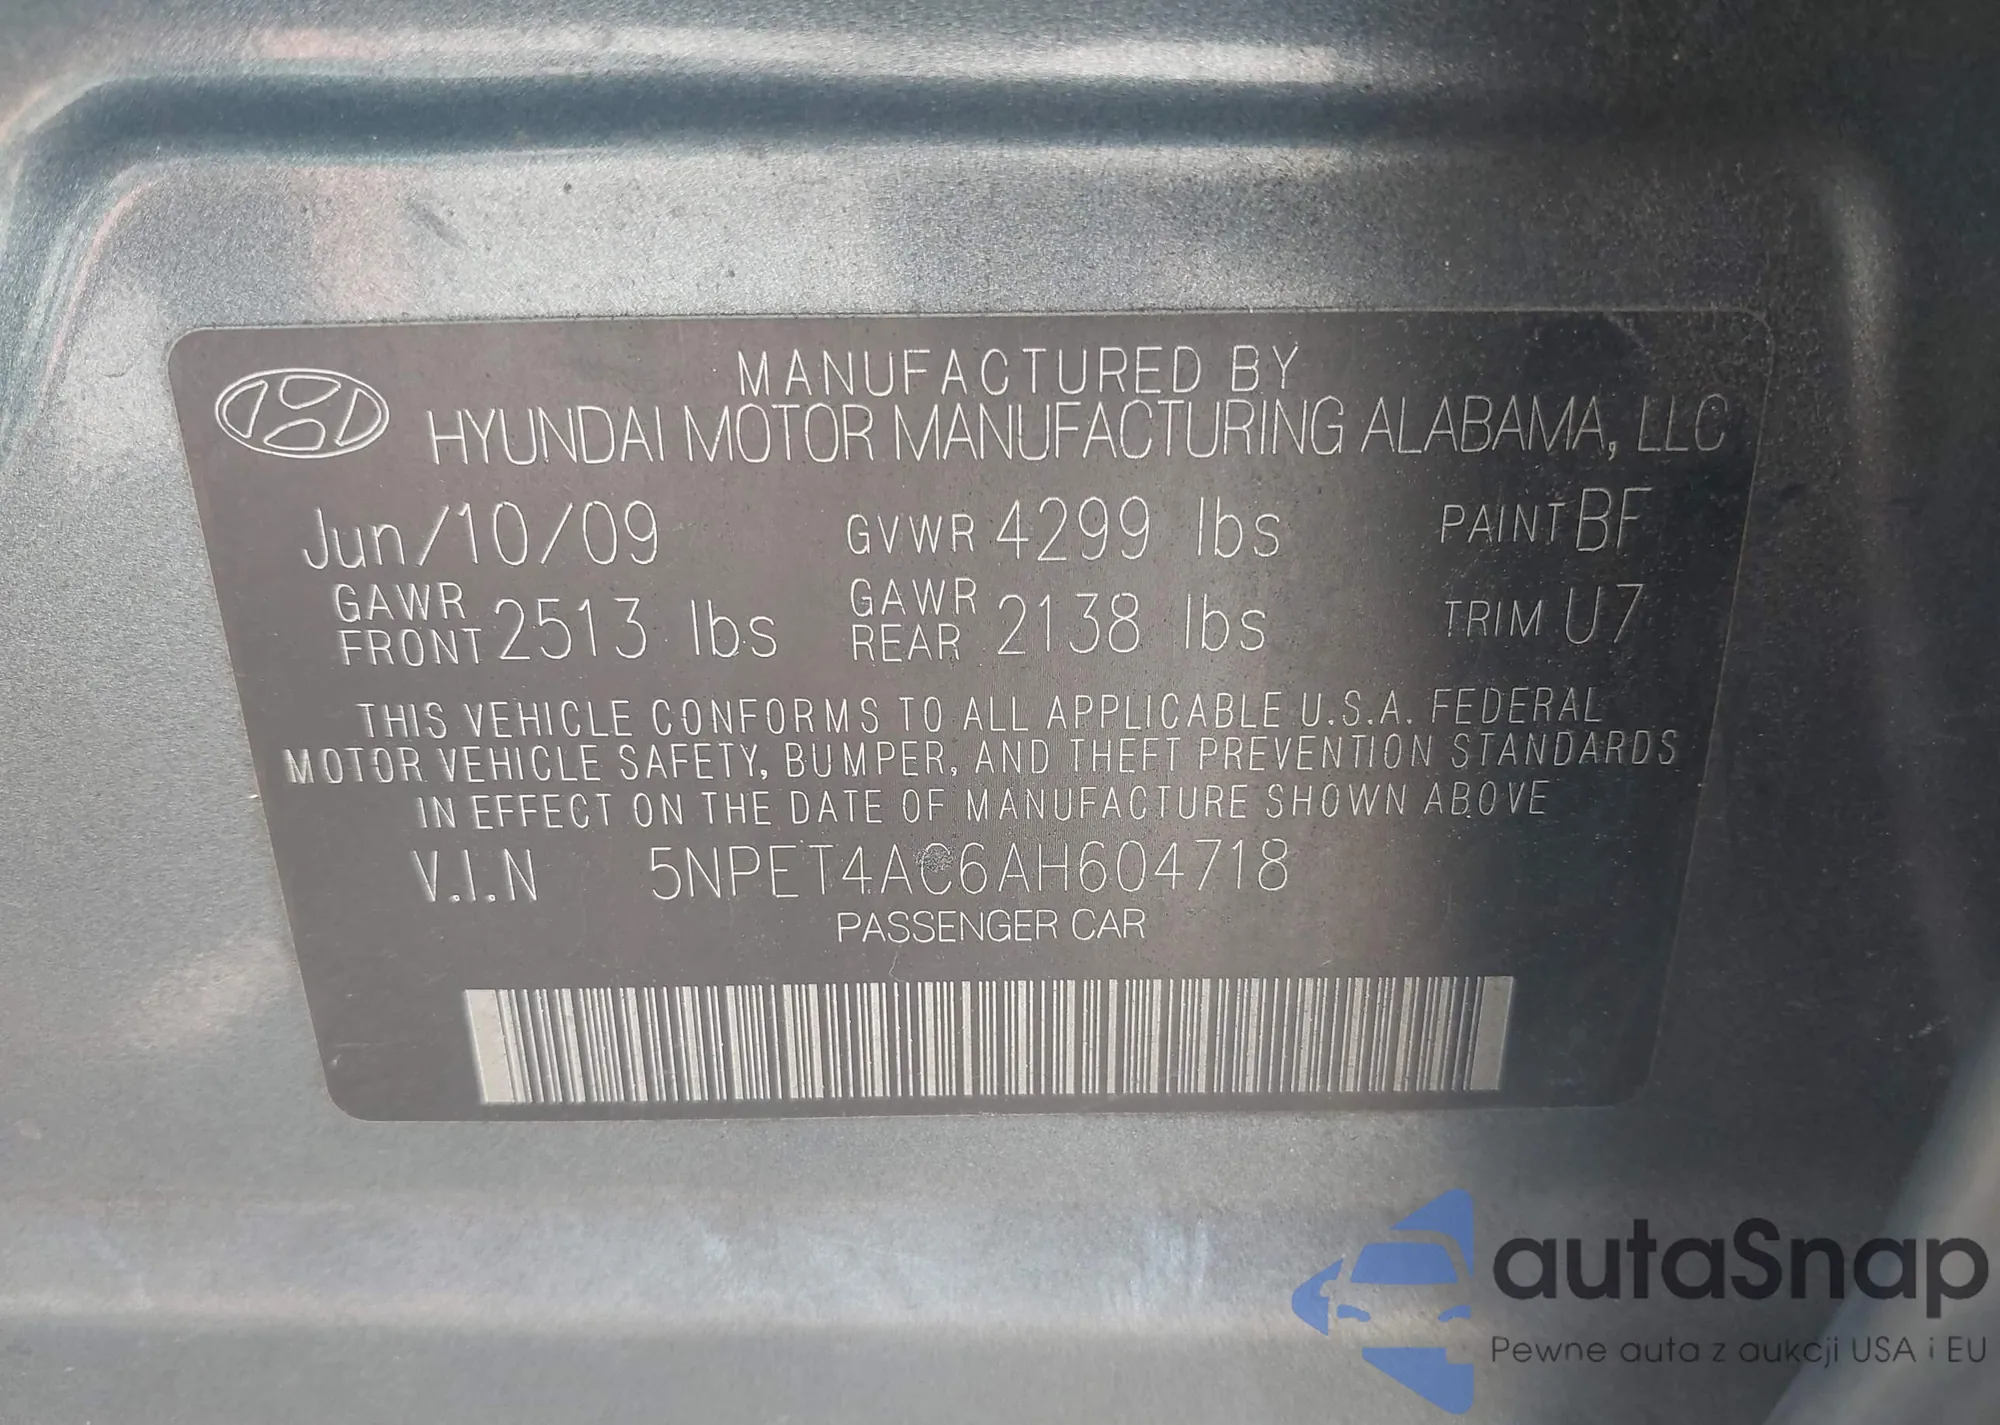 MANUFACTURED BY
HYUNDAI MOTOR MANUFACTURING ALABAMA, LLC
Jun/10/09 GVWR 4299 lbs PAINT BF
GAWR FRONT 2513 lbs GAWR REAR 2138 lbs TRIM U7
THIS VEHICLE CONFORMS TO ALL APPLICABLE U.S.A. FEDERAL
MOTOR VEHICLE SAFETY, BUMPER, AND THEFT PREVENTION STANDARDS
IN EFFECT ON THE DATE OF MANUFACTURE SHOWN ABOVE
V.I.N 5NPET4AC6AH604718
PASSENGER CAR
autaSnap
Pewne auta z aukcji USA i EU